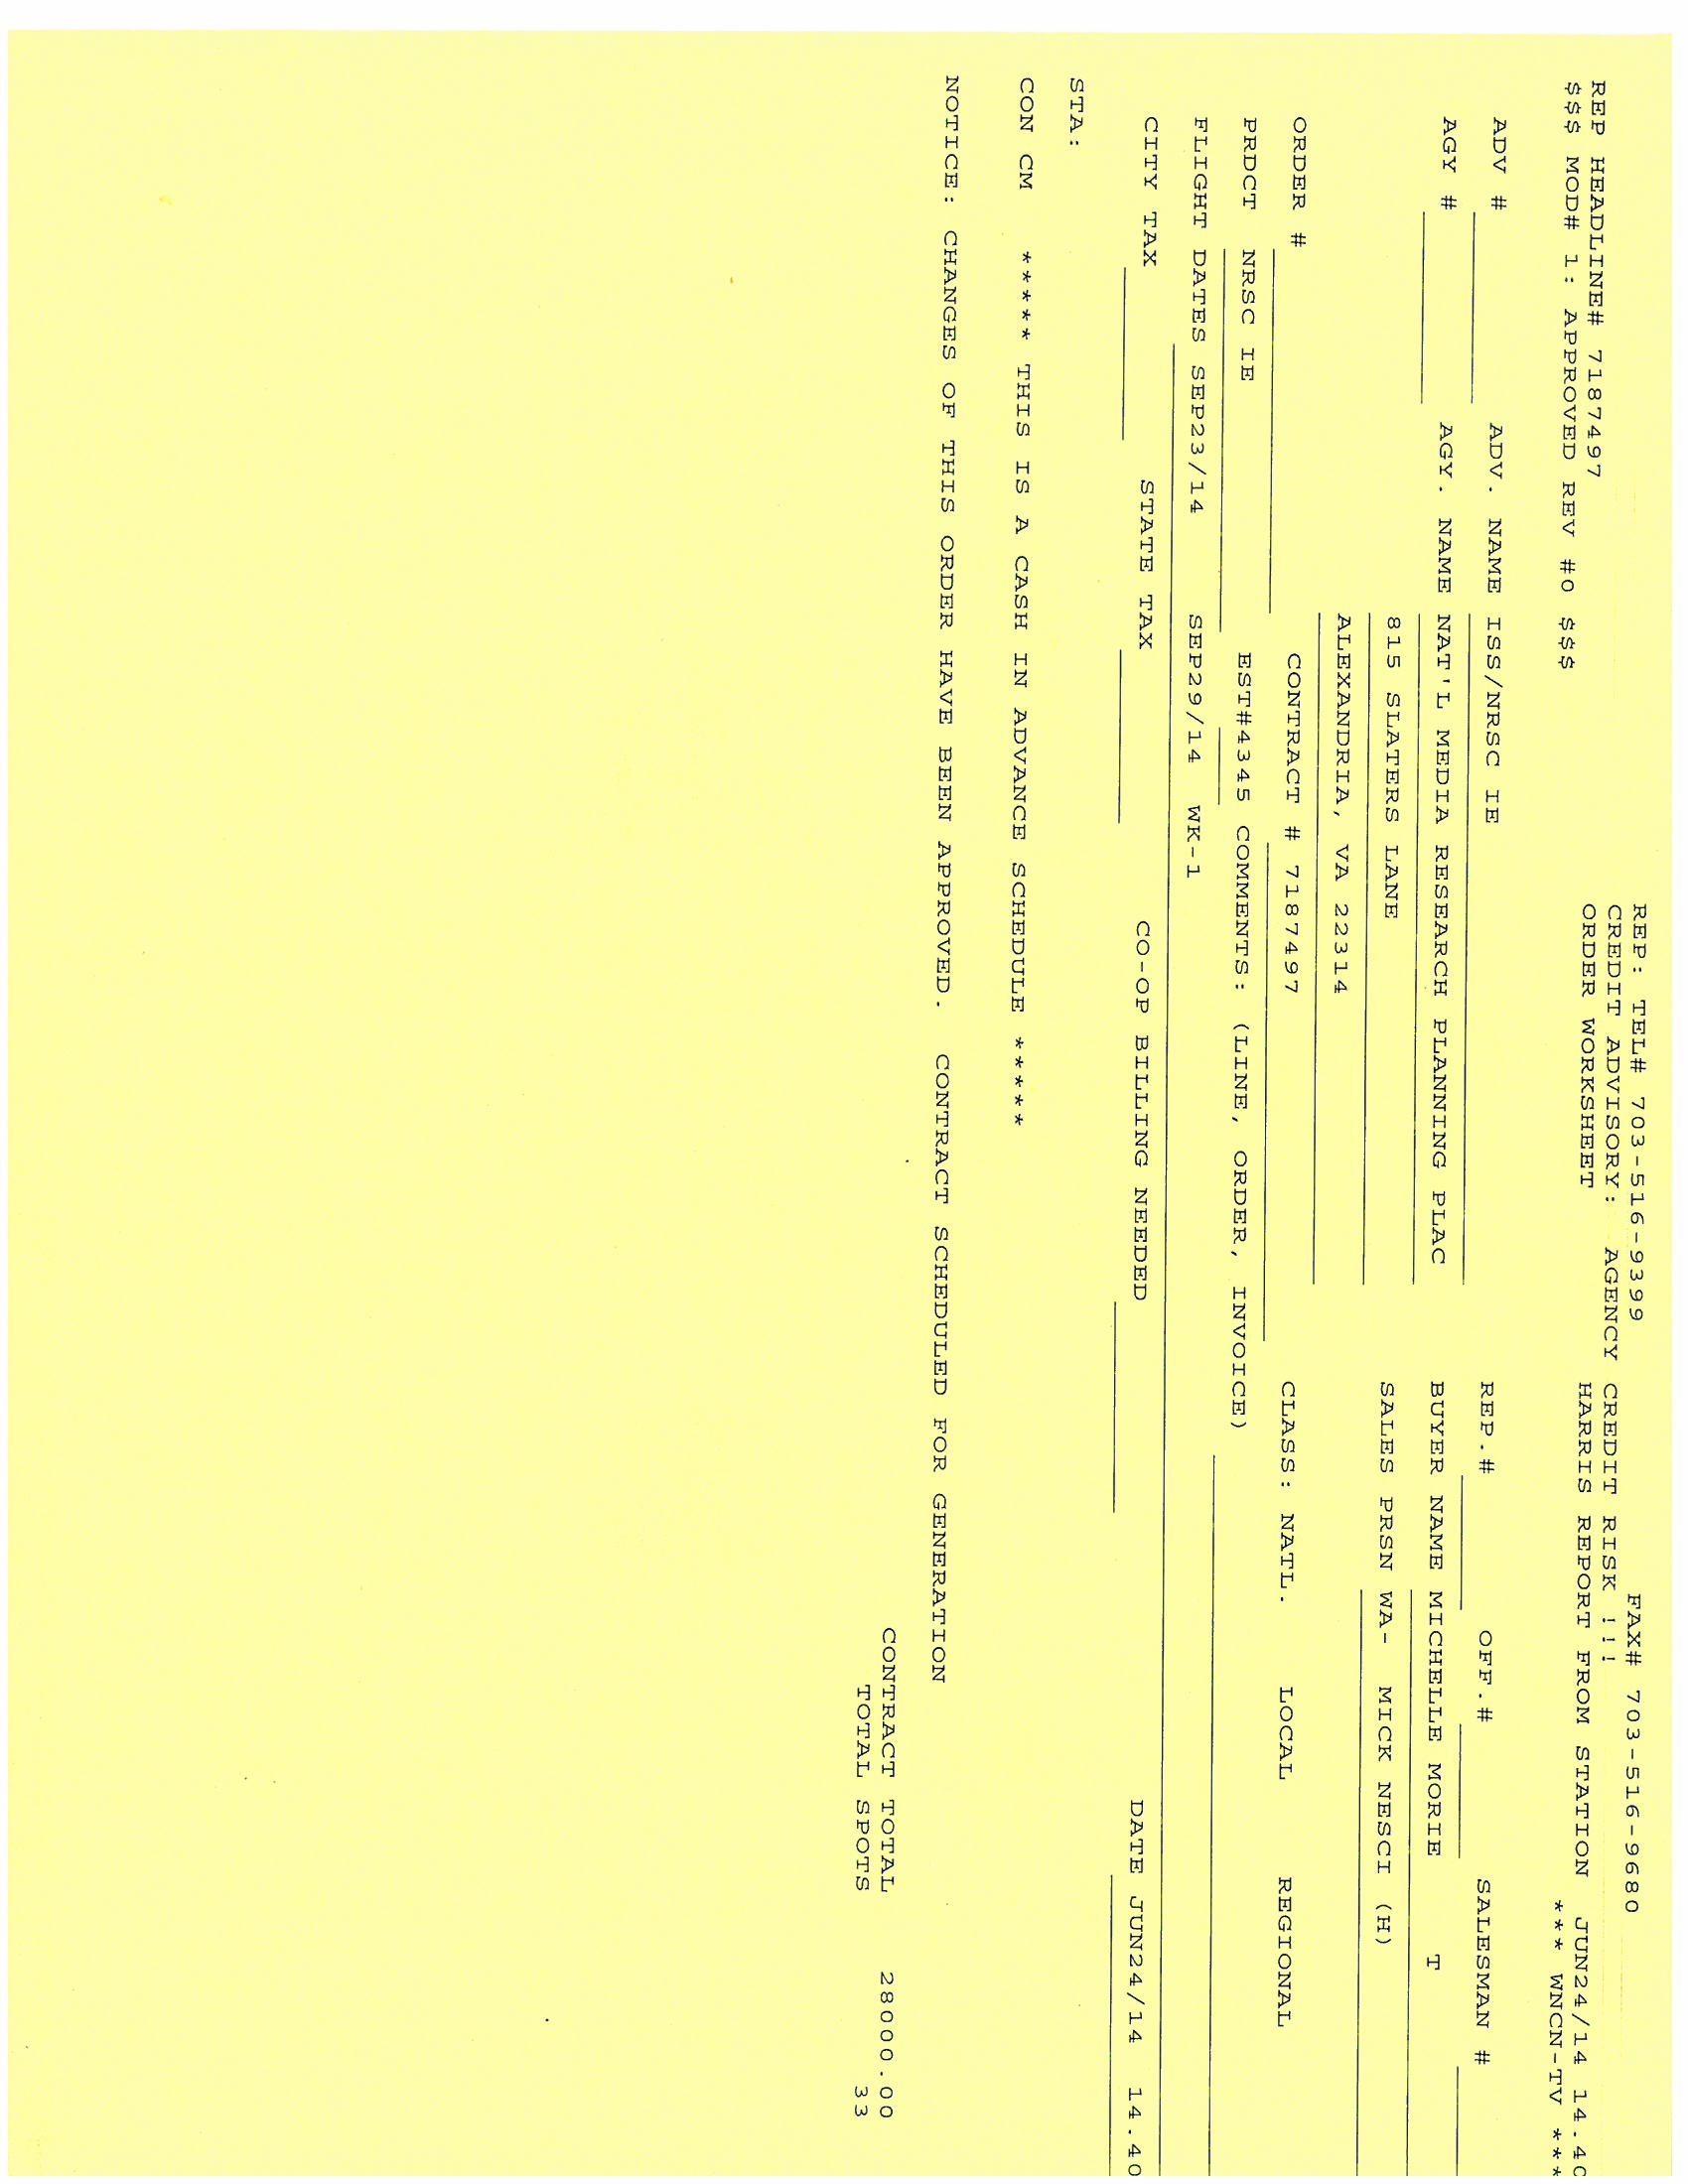 REP: TEL# 703-516-9399 FAX# 703-516-9680
CREDIT ADVISORY: AGENCY CREDIT RISK !!!
ORDER WORKSHEET HARRIS REPORT FROM STATION JUN24/14 14.40
REP HEADLINE# 7187497 *** WNCN-TV ***
$$$ MOD# 1: APPROVED REV #0 $$$
ADV # ADV. NAME ISS/NRSC IE REP.# OFF.# SALESMAN #
AGY # AGY. NAME NAT'L MEDIA RESEARCH PLANNING PLAC BUYER NAME MICHELLE MORIE T
815 SLATERS LANE SALES PRSN WA- MICK NESCI (H)
ALEXANDRIA, VA 22314
ORDER # CONTRACT # 7187497 CLASS: NATL. LOCAL REGIONAL
PRDCT NRSC IE EST#4345 COMMENTS: (LINE, ORDER, INVOICE)
FLIGHT DATES SEP23/14 SEP29/14 WK-1
CITY TAX STATE TAX CO-OP BILLING NEEDED DATE JUN24/14 14.40
STA:
CON CM ***** THIS IS A CASH IN ADVANCE SCHEDULE *****
NOTICE: CHANGES OF THIS ORDER HAVE BEEN APPROVED. CONTRACT SCHEDULED FOR GENERATION
CONTRACT TOTAL 28000.00
TOTAL SPOTS 33